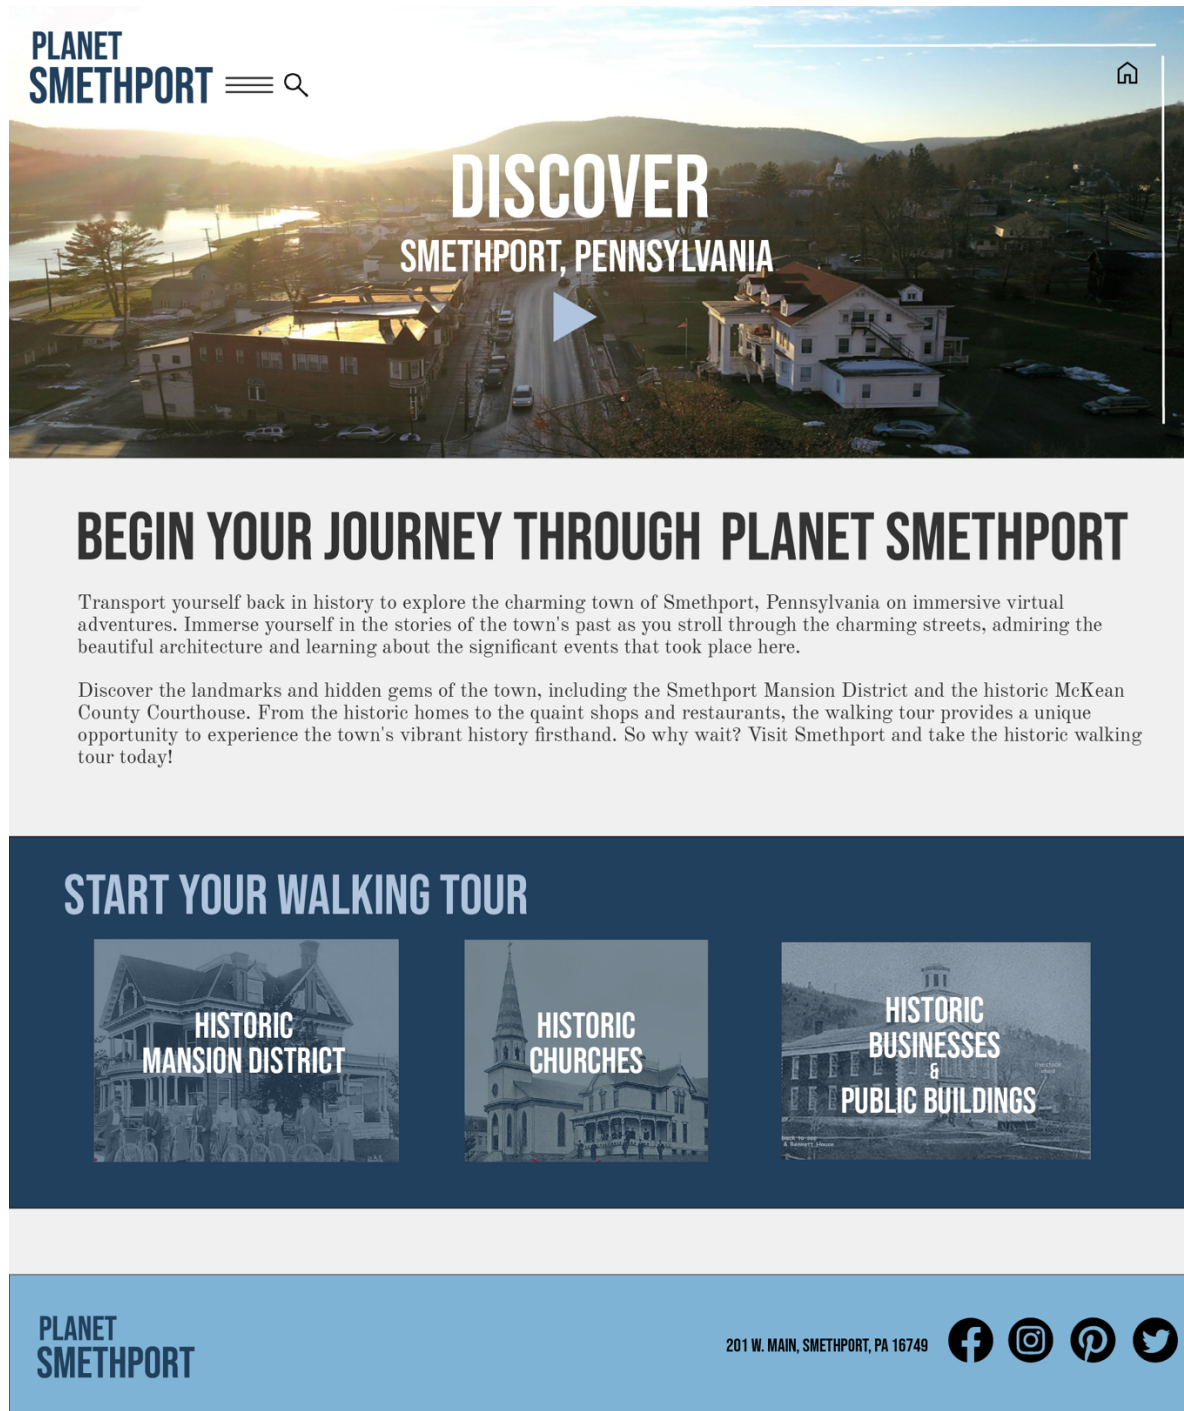 PLANET
SMETHPORT
DISCOVER
SMETHPORT, PENNSYLVANIA
BEGIN YOUR JOURNEY THROUGH PLANET SMETHPORT
Transport yourself back in history to explore the charming town of Smethport, Pennsylvania on immersive virtual
adventures. Immerse yourself in the stories of the town's past as you stroll through the charming streets, admiring the
beautiful architecture and learning about the significant events that took place here.
Discover the landmarks and hidden gems of the town, including the Smethport Mansion District and the historic McKean
County Courthouse. From the historic homes to the quaint shops and restaurants, the walking tour provides a unique
opportunity to experience the town's vibrant history firsthand. So why wait? Visit Smethport and take the historic walking
tour today!
START YOUR WALKING TOUR
HISTORIC
MANSION DISTRICT
HISTORIC
CHURCHES
HISTORIC
BUSINESSES
&
PUBLIC BUILDINGS
& Bennett House
PLANET
SMETHPORT
201 W. MAIN, SMETHPORT, PA 16749